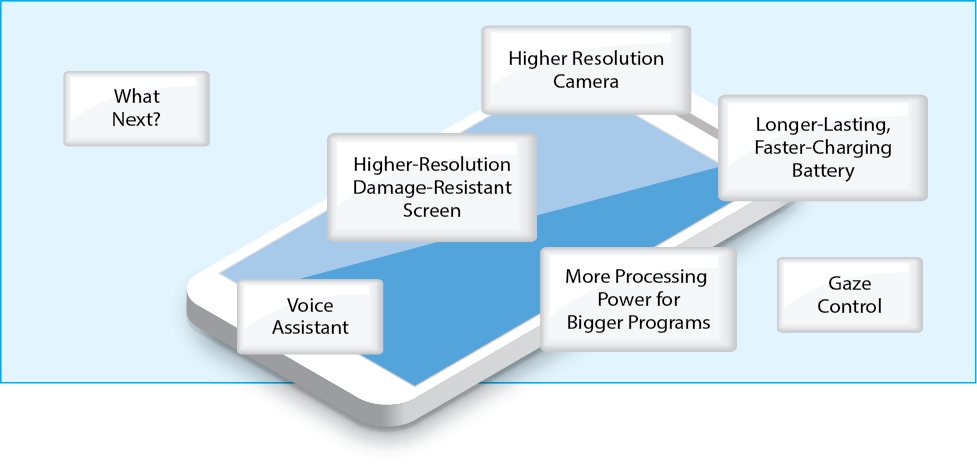 Higher Resolution
Camera
What
Next?
Longer-Lasting,
Faster-Charging
Battery
Higher-Resolution
Damage-Resistant
Screen
More Processing
Power for
Bigger Programs
Gaze
Control
Voice
Assistant